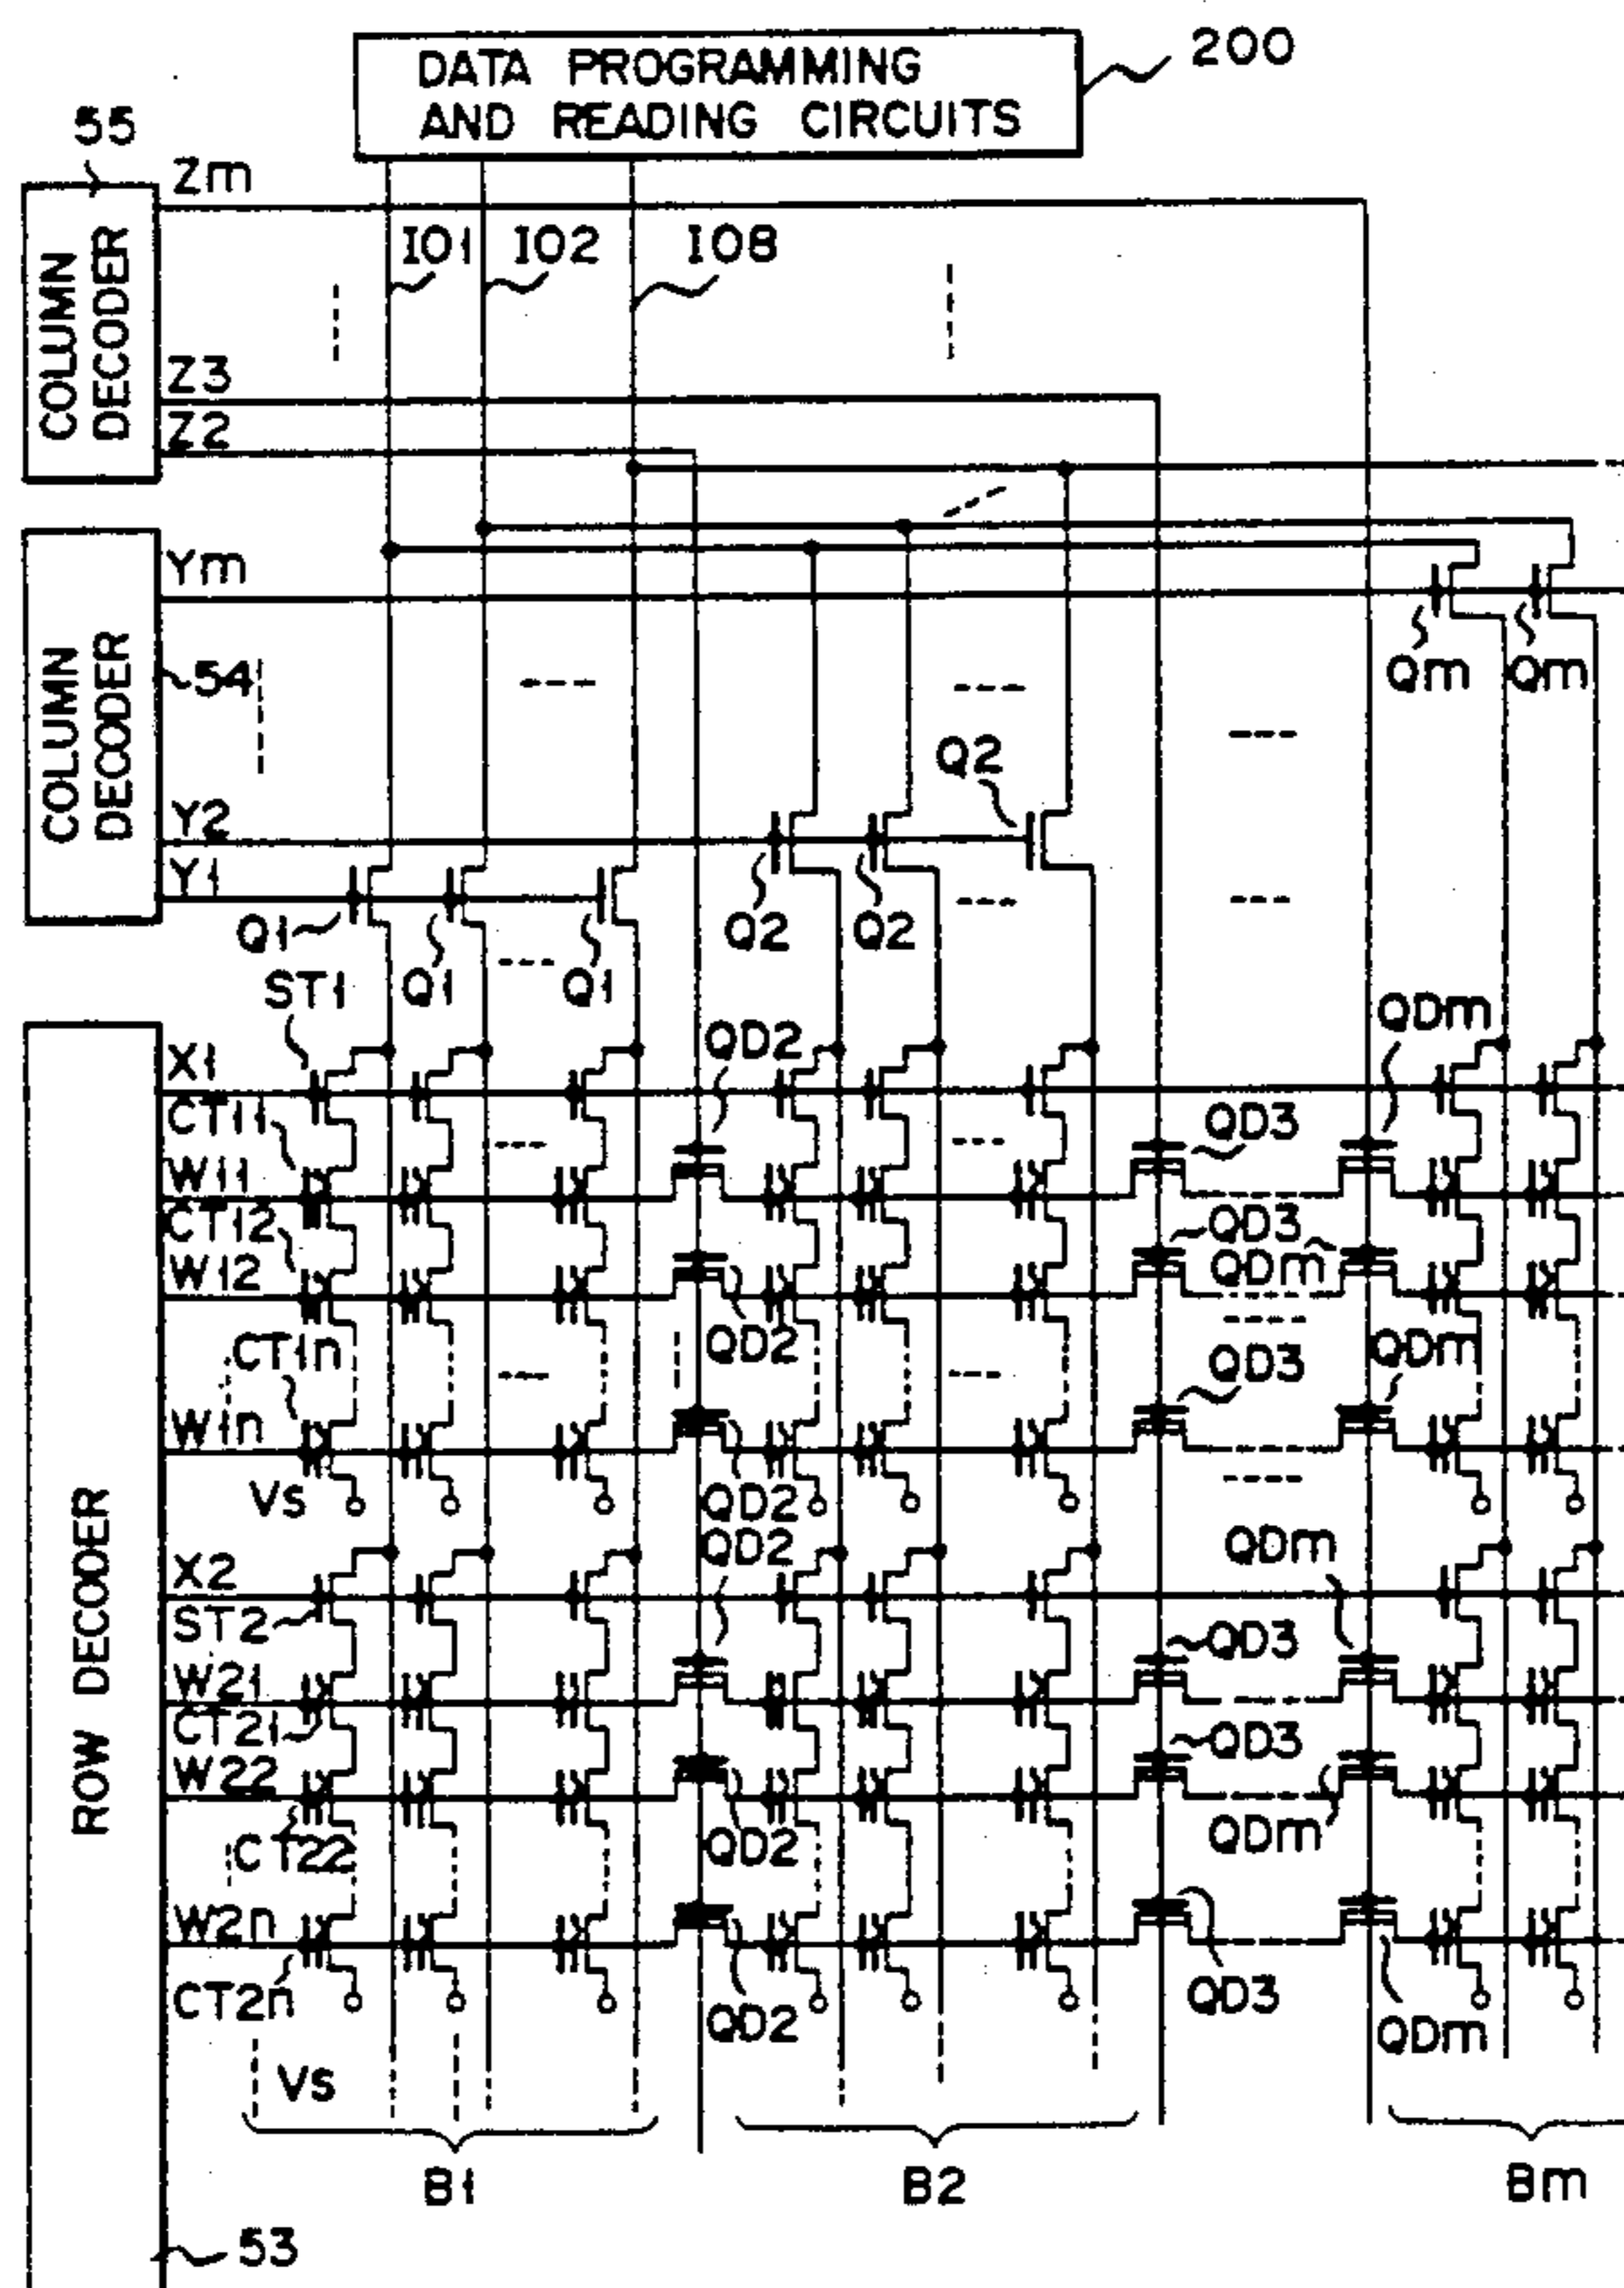 DATA PROGRAMMING
AND READING CIRCUITS
200
55
Zm
COLUMN
DECODER
IO1
IO2
IO8
Z3
Z2
COLUMN
DECODER
Ym
54
Qm
Qm
Q2
Y2
Y1
Q1
Q1
Q1
Q2
Q2
ST1
X1
QD2
QDm
CT11
QD3
W11
CT12
QD3
W12
QDm
CT1n
QD2
QD3
QDm
W1n
Vs
QD2
QD2
QDm
ROW DECODER
X2
ST2
QD3
W21
CT21
QD3
W22
CT22
QD2
QDm
W2n
CT2n
QD2
QD3
QDm
Vs
B1
B2
Bm
53